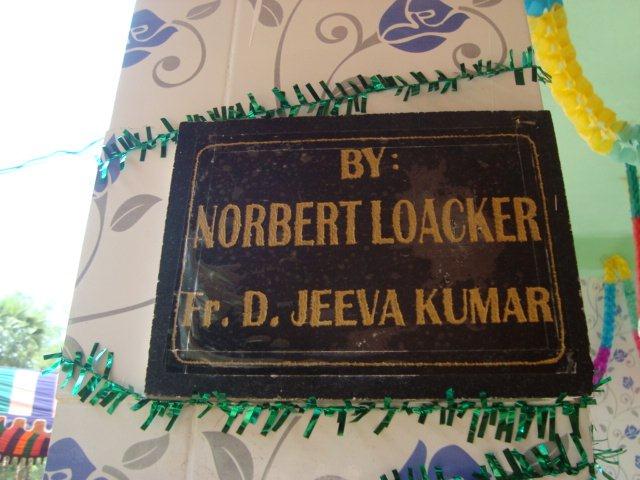 BY:
NORBERT LOACKER
Fr. D. JEEVA KUMAR